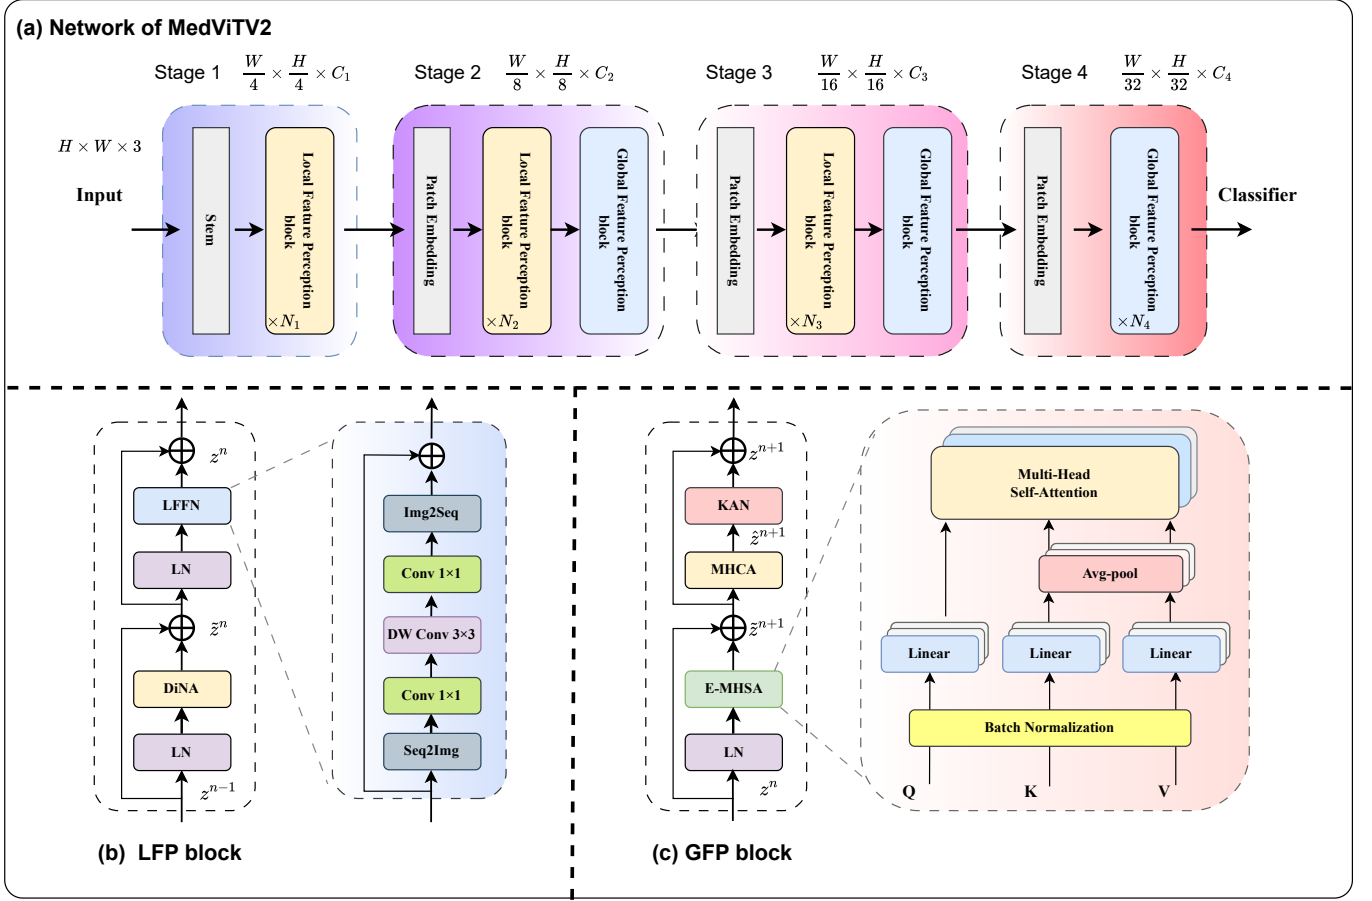 (a) Network of MedViTV2
Stage 1 W/4 × H/4 × C₁
Stage 2 W/8 × H/8 × C₂
Stage 3 W/16 × H/16 × C₃
Stage 4 W/32 × H/32 × C₄
H × W × 3
Input
Stem
Local Feature Perception
block
×N₁
Patch Embedding
Local Feature Perception
block
×N₂
Global Feature Perception
block
Patch Embedding
Local Feature Perception
block
×N₃
Global Feature Perception
block
Patch Embedding
Global Feature Perception
block
×N₄
Classifier
zⁿ
LFFN
LN
z̃ⁿ
DiNA
LN
zⁿ⁻¹
Img2Seq
Conv 1×1
DW Conv 3×3
Conv 1×1
Seq2Img
(b) LFP block
zⁿ⁺¹
KAN
ẑⁿ⁺¹
MHCA
z̃ⁿ⁺¹
E-MHSA
LN
zⁿ
Multi-Head
Self-Attention
Avg-pool
Linear
Linear
Linear
Batch Normalization
Q
K
V
(c) GFP block